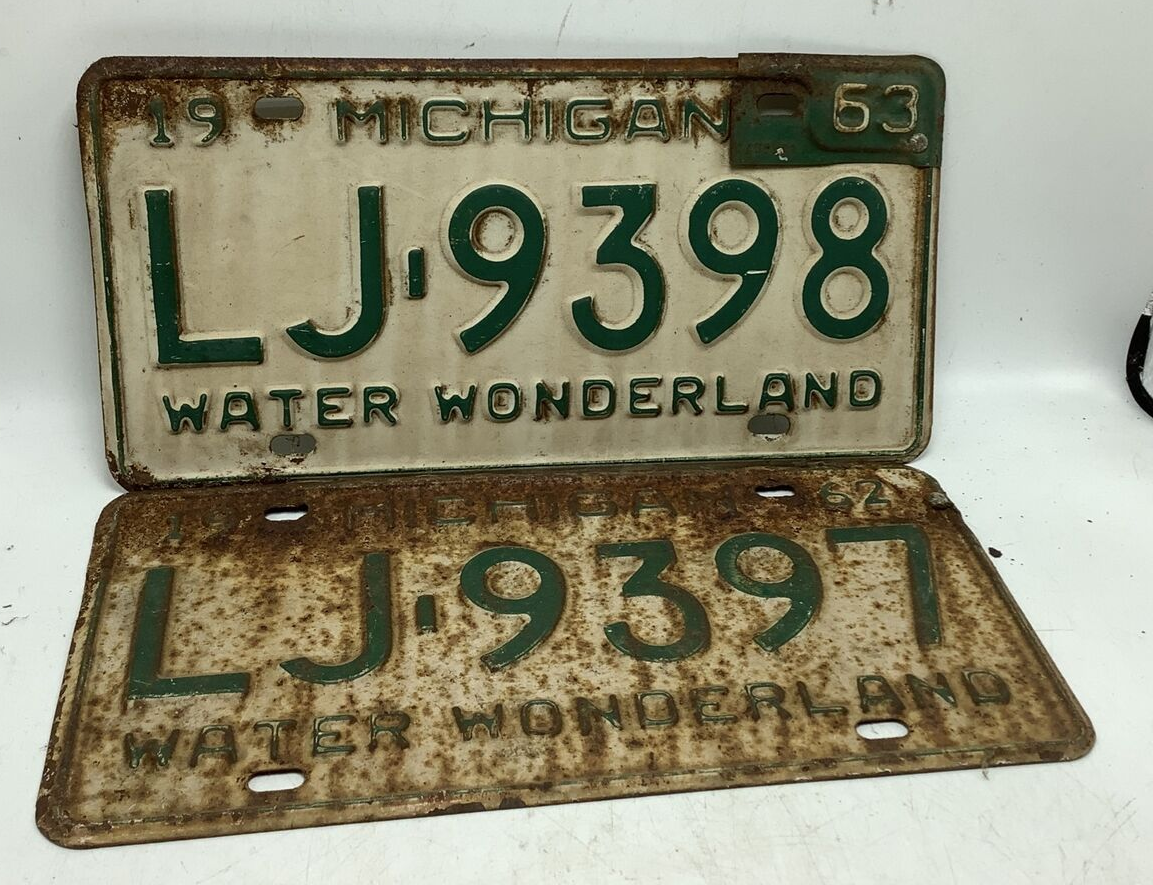 19 MICHIGAN 63
LJ-9398
WATER WONDERLAND
19 MICHIGAN 62
LJ-9397
WATER WONDERLAND